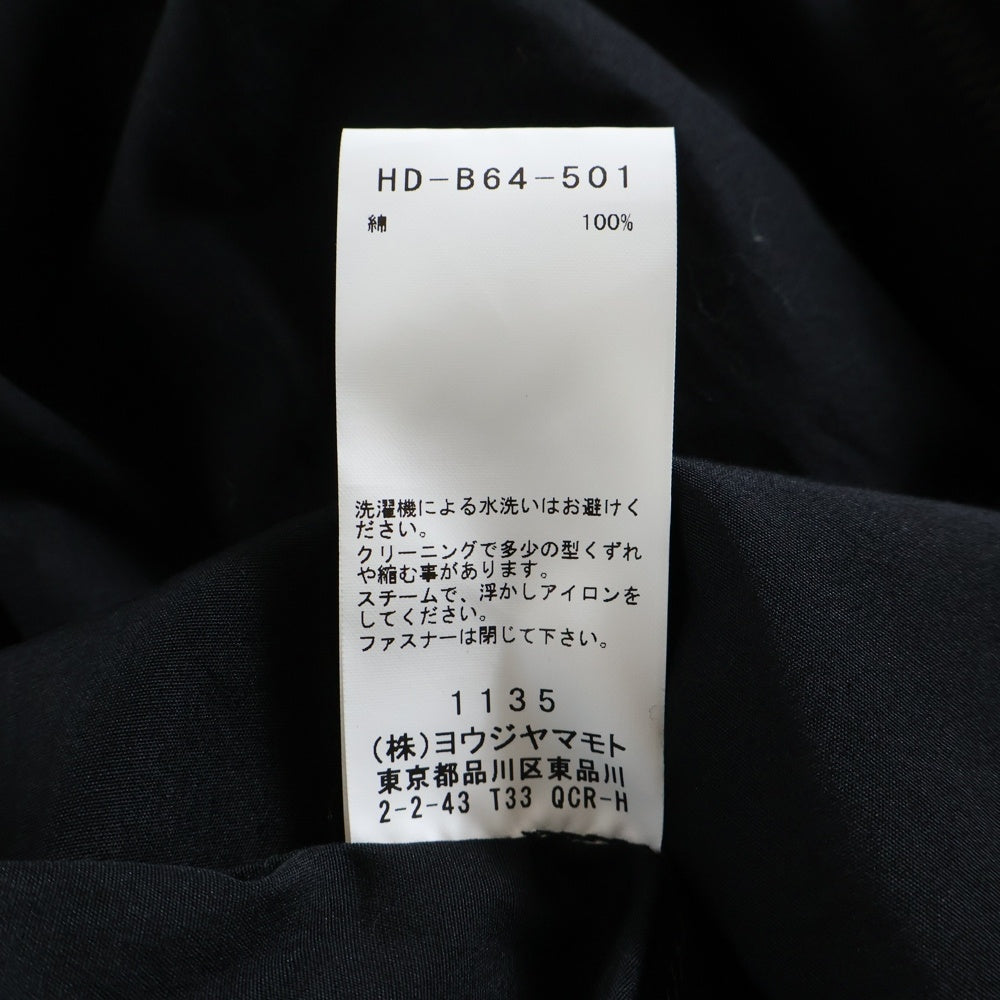 HD-B64-501
綿 100%
洗濯機による水洗いはお避けく
ださい。
クリーニングで多少の型くずれ
や縮む事があります。
スチームで、浮かしアイロンを
してください。
ファスナーは閉じて下さい。
1135
(株)ヨウジヤマモト
東京都品川区東品川
2-2-43 T33 QCR-H